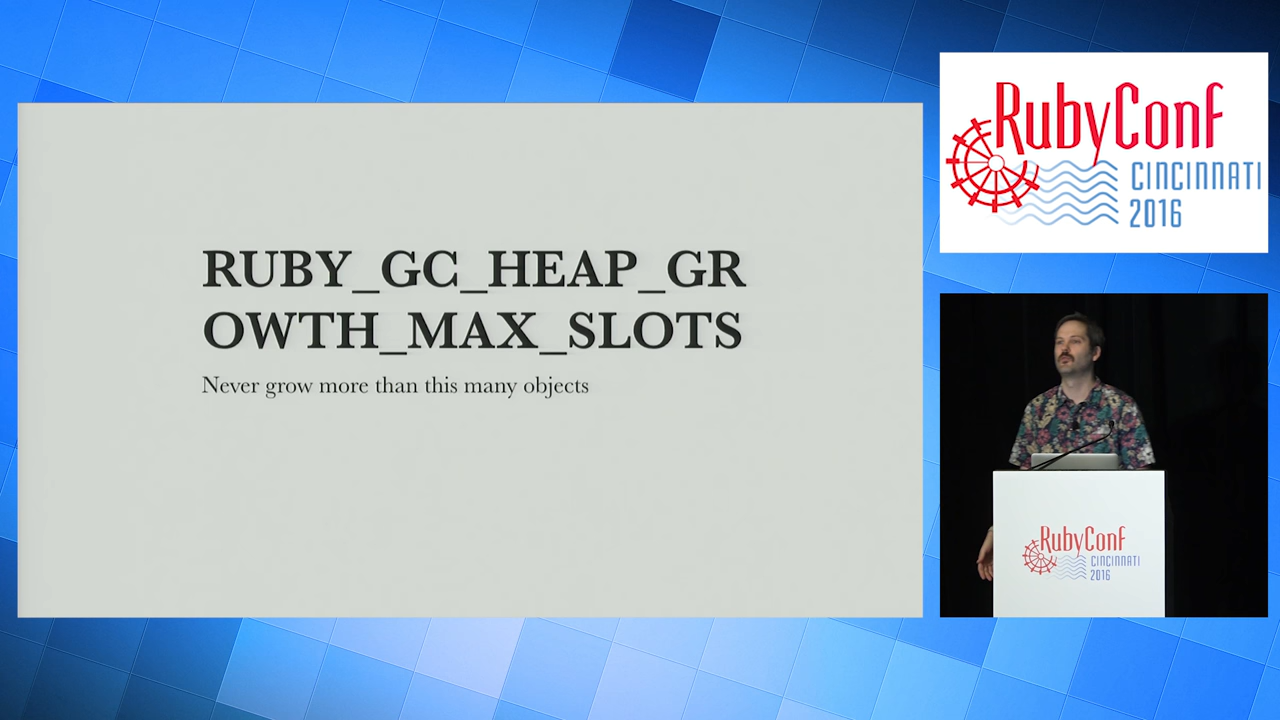 RUBY_GC_HEAP_GR
OWTH_MAX_SLOTS
Never grow more than this many objects
RubyConf
CINCINNATI
2016
RubyConf
CINCINNATI
2016